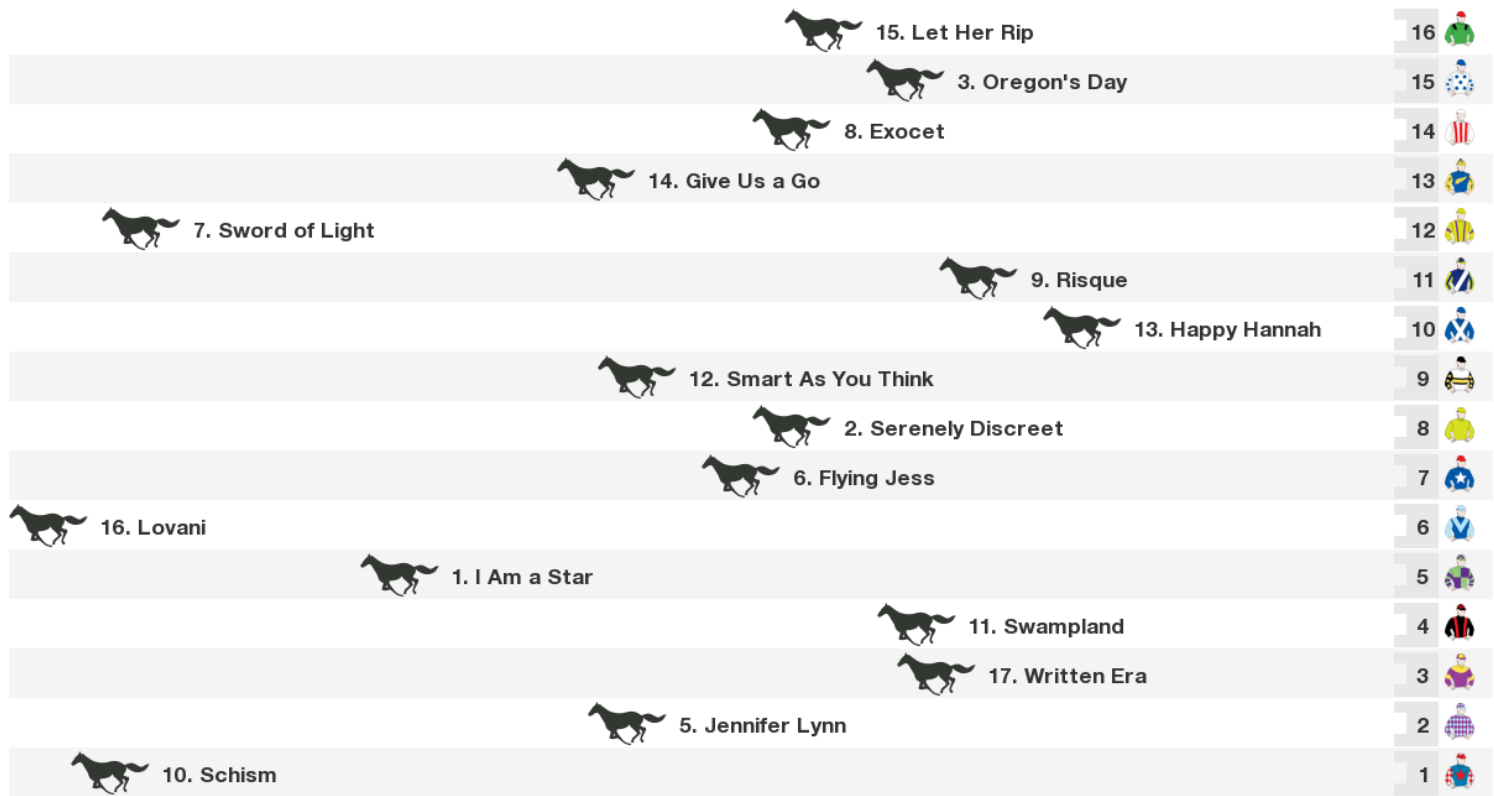 15. Let Her Rip 16
3. Oregon's Day 15
8. Exocet 14
14. Give Us a Go 13
7. Sword of Light 12
9. Risque 11
13. Happy Hannah 10
12. Smart As You Think 9
2. Serenely Discreet 8
6. Flying Jess 7
16. Lovani 6
1. I Am a Star 5
11. Swampland 4
17. Written Era 3
5. Jennifer Lynn 2
10. Schism 1